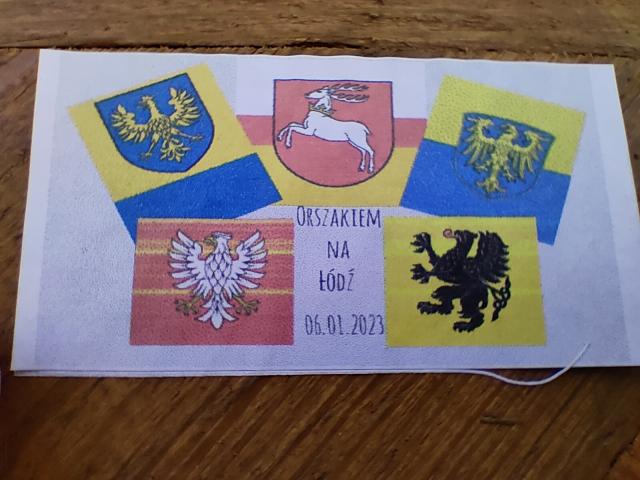 ORSZAKIEM
NA
ŁÓDŹ
06.01.2023